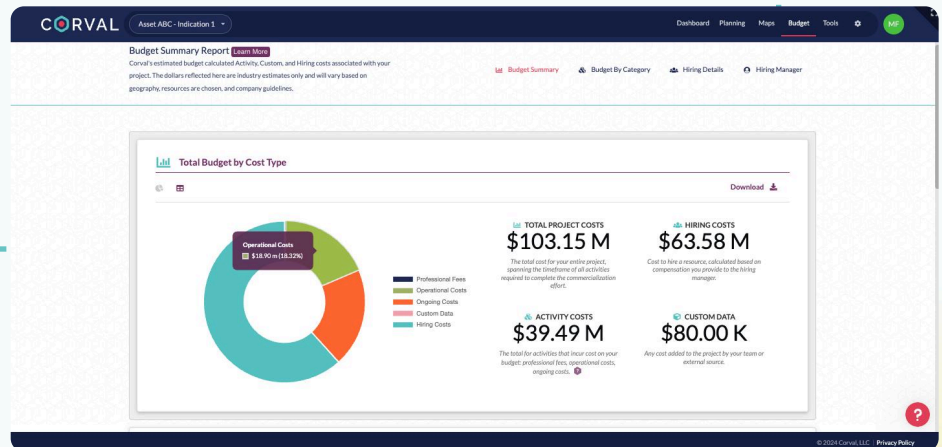 CORVAL
Asset ABC - Indication 1
Dashboard Planning Maps Budget Tools
MF
Budget Summary Report Learn More
Corval's estimated budget calculated Activity, Custom, and Hiring costs associated with your
project. The dollars reflected here are industry estimates only and will vary based on
geography, resources are chosen, and company guidelines.
Budget Summary Budget By Category Hiring Details Hiring Manager
Total Budget by Cost Type
Download
Operational Costs
$18.90 m (18.32%)
Professional Fees
Operational Costs
Ongoing Costs
Custom Data
Hiring Costs
TOTAL PROJECT COSTS
$103.15 M
The total cost for your entire project,
spanning the timeframe of all activities
required to complete the commercialization
effort.
HIRING COSTS
$63.58 M
Cost to hire a resource, calculated based on
compensation you provide to the hiring
manager.
ACTIVITY COSTS
$39.49 M
The total for activities that incur cost on your
budget: professional fees, operational costs,
ongoing costs. ?
CUSTOM DATA
$80.00 K
Any cost added to the project by your team or
external source.
?
© 2024 Corval, LLC | Privacy Policy